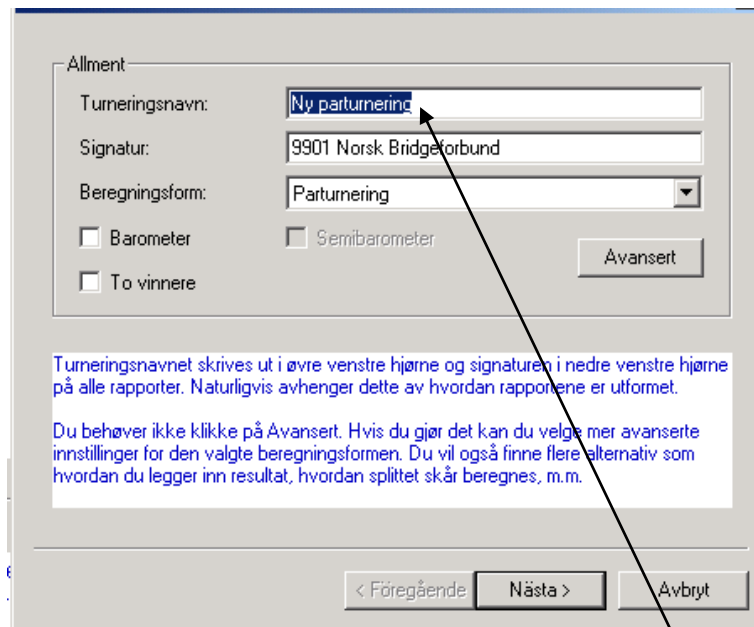 Allment
Turneringsnavn:
Ny parturnering
Signatur:
9901 Norsk Bridgeforbund
Beregningsform:
Parturnering
Barometer
Semibarometer
Avansert
To vinnere
Turneringsnavnet skrives ut i øvre venstre hjørne og signaturen i nedre venstre hjørne
på alle rapporter. Naturligvis avhenger dette av hvordan rapportene er utformet.
Du behøver ikke klikke på Avansert. Hvis du gjør det kan du velge mer avanserte
innstillinger for den valgte beregningsformen. Du vil også finne flere alternativ som
hvordan du legger inn resultat, hvordan splittet skår beregnes, m.m.
< Föregående
Nästa >
Avbryt